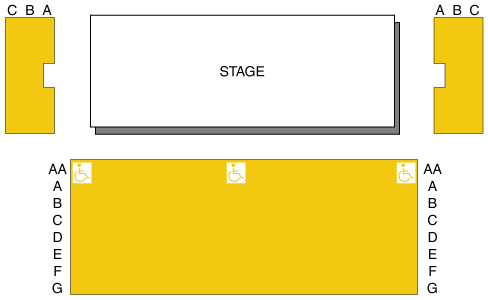 C B A A B C
STAGE
AA AA
A A
B B
C C
D D
E E
F F
G G